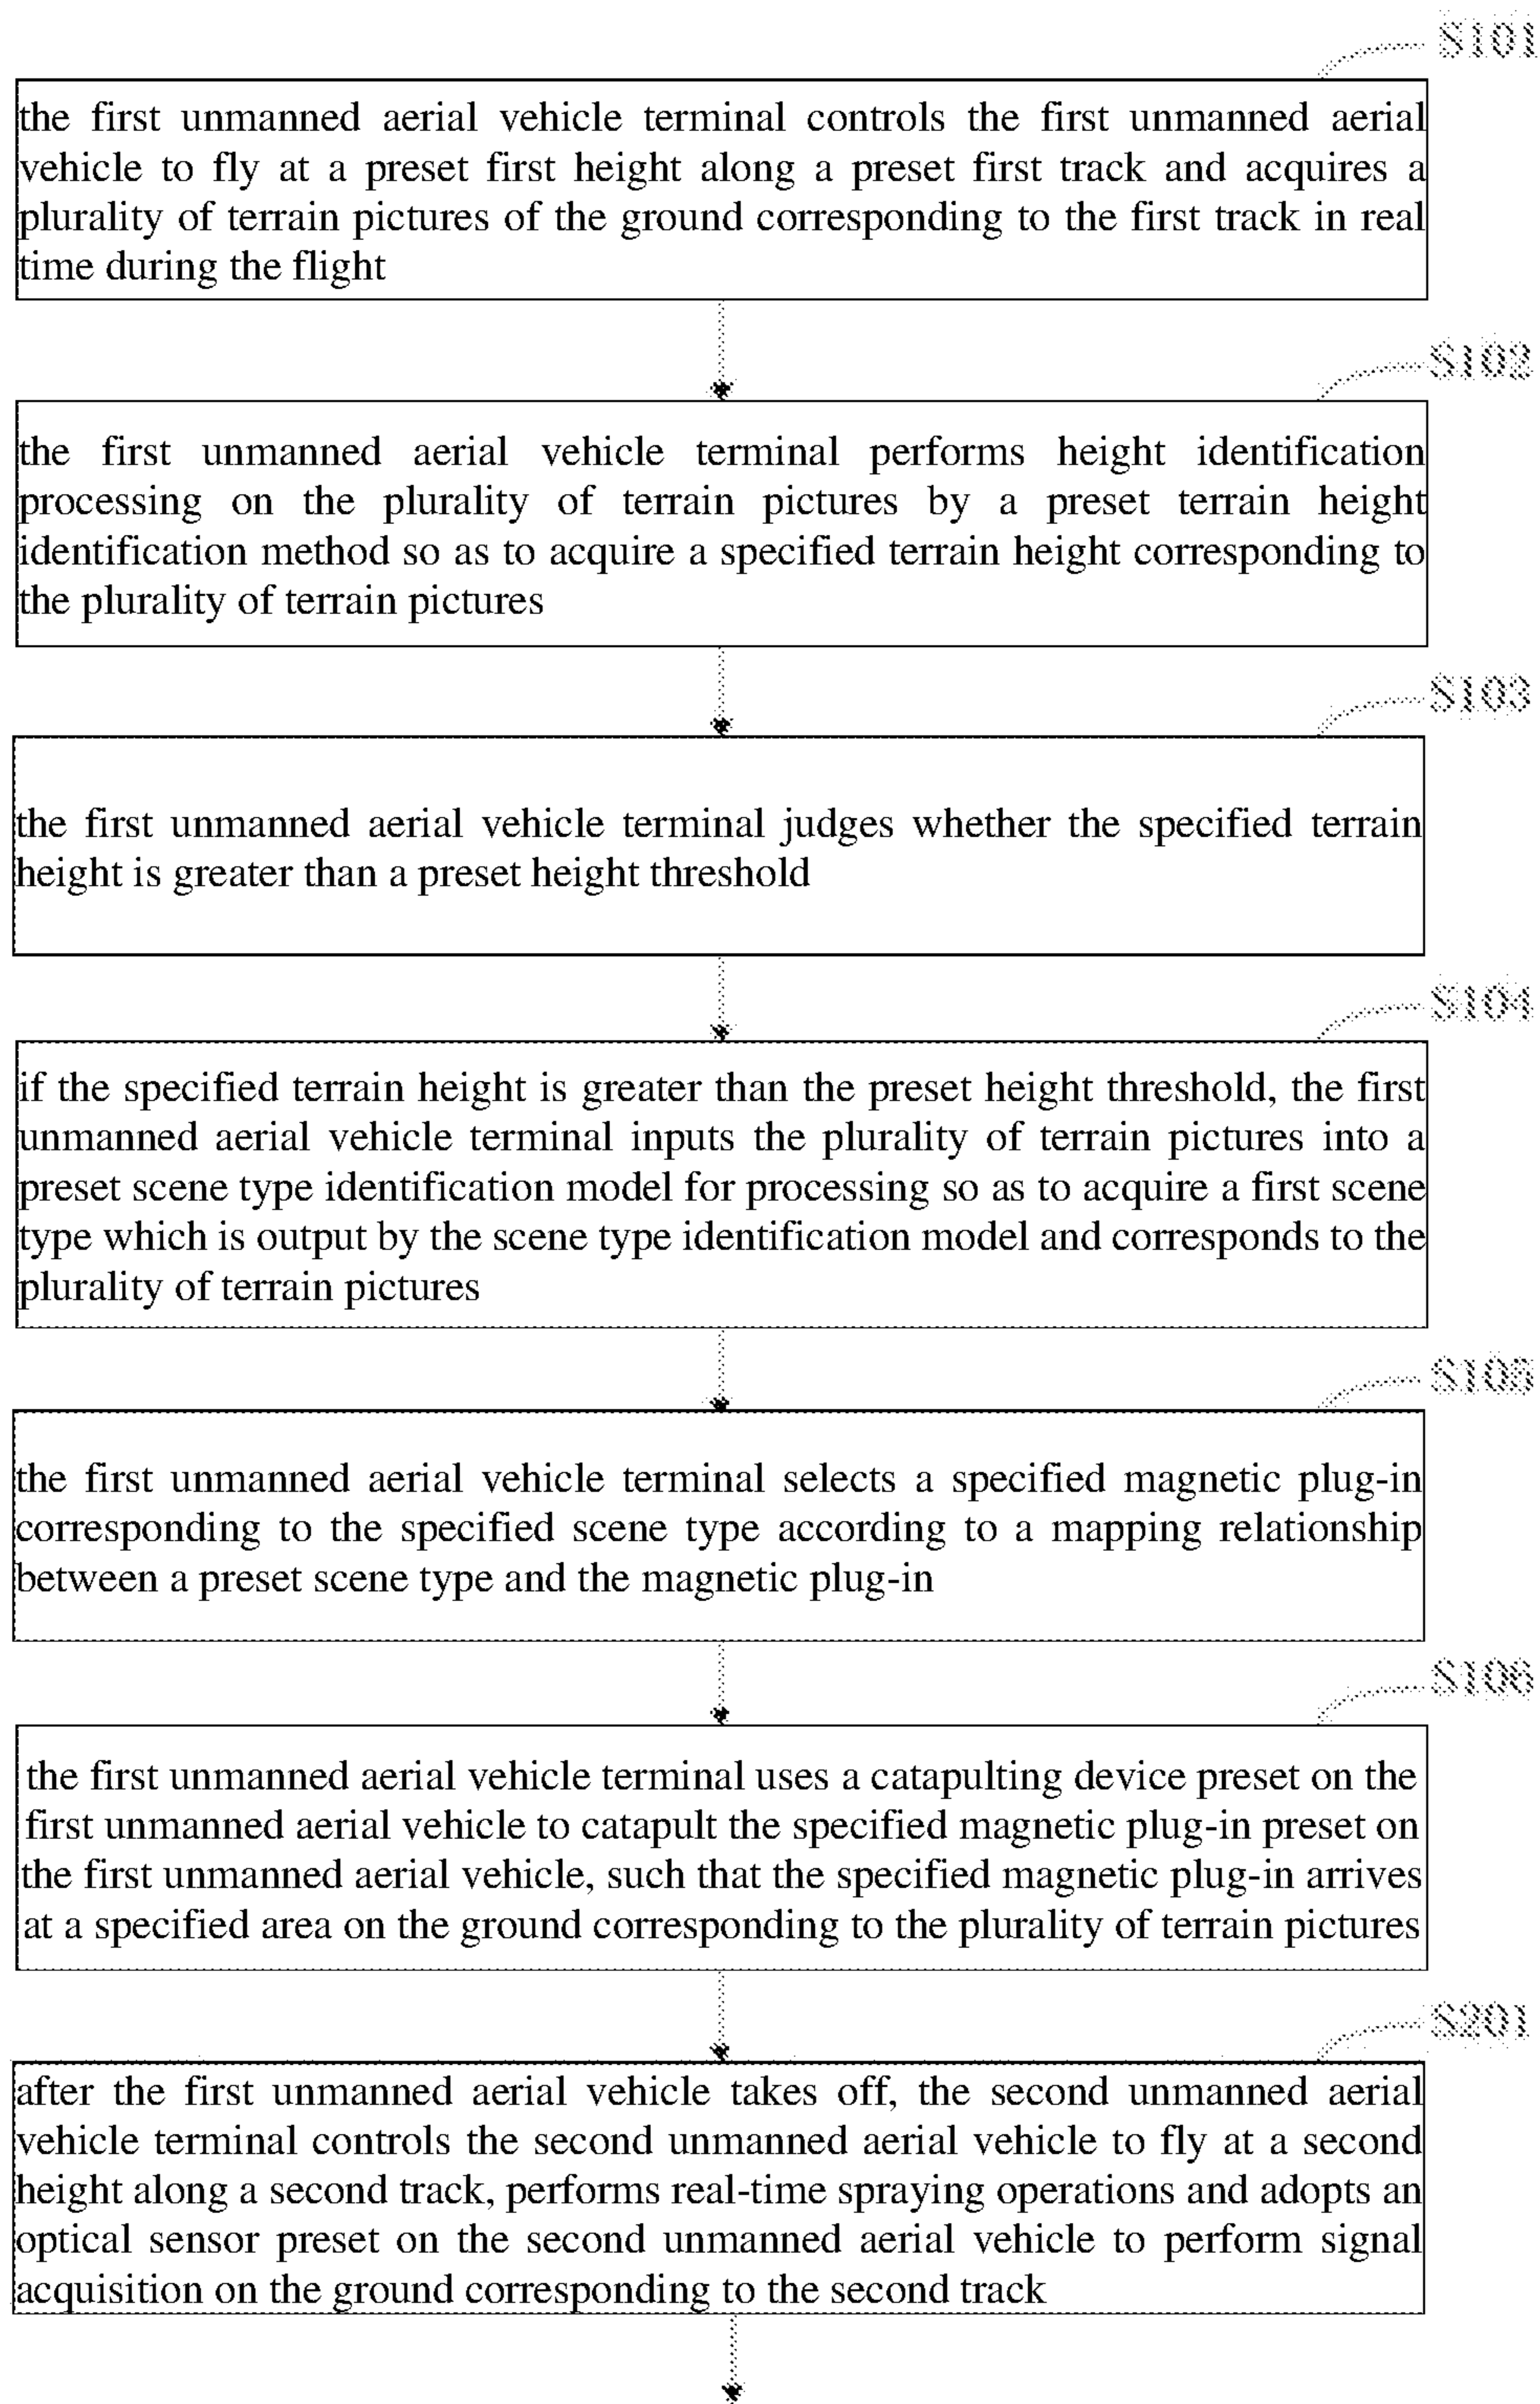 S101
the first unmanned aerial vehicle terminal controls the first unmanned aerial
vehicle to fly at a preset first height along a preset first track and acquires a
plurality of terrain pictures of the ground corresponding to the first track in real
time during the flight
S102
the first unmanned aerial vehicle terminal performs height identification
processing on the plurality of terrain pictures by a preset terrain height
identification method so as to acquire a specified terrain height corresponding to
the plurality of terrain pictures
S103
the first unmanned aerial vehicle terminal judges whether the specified terrain
height is greater than a preset height threshold
S104
if the specified terrain height is greater than the preset height threshold, the first
unmanned aerial vehicle terminal inputs the plurality of terrain pictures into a
preset scene type identification model for processing so as to acquire a first scene
type which is output by the scene type identification model and corresponds to the
plurality of terrain pictures
S105
the first unmanned aerial vehicle terminal selects a specified magnetic plug-in
corresponding to the specified scene type according to a mapping relationship
between a preset scene type and the magnetic plug-in
S106
the first unmanned aerial vehicle terminal uses a catapulting device preset on the
first unmanned aerial vehicle to catapult the specified magnetic plug-in preset on
the first unmanned aerial vehicle, such that the specified magnetic plug-in arrives
at a specified area on the ground corresponding to the plurality of terrain pictures
S201
after the first unmanned aerial vehicle takes off, the second unmanned aerial
vehicle terminal controls the second unmanned aerial vehicle to fly at a second
height along a second track, performs real-time spraying operations and adopts an
optical sensor preset on the second unmanned aerial vehicle to perform signal
acquisition on the ground corresponding to the second track